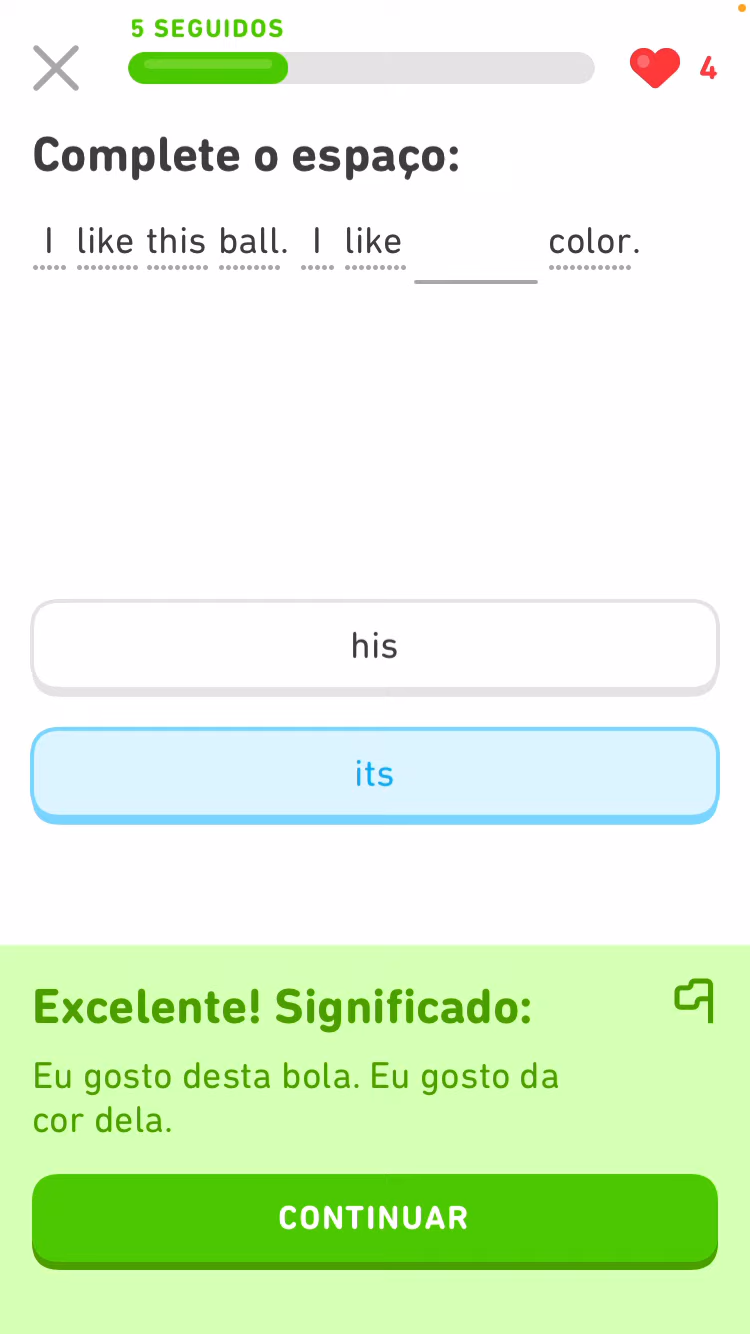 5 SEGUIDOS
4
Complete o espaço:
I like this ball. I like ______ color.
his
its
Excelente! Significado:
Eu gosto desta bola. Eu gosto da
cor dela.
CONTINUAR